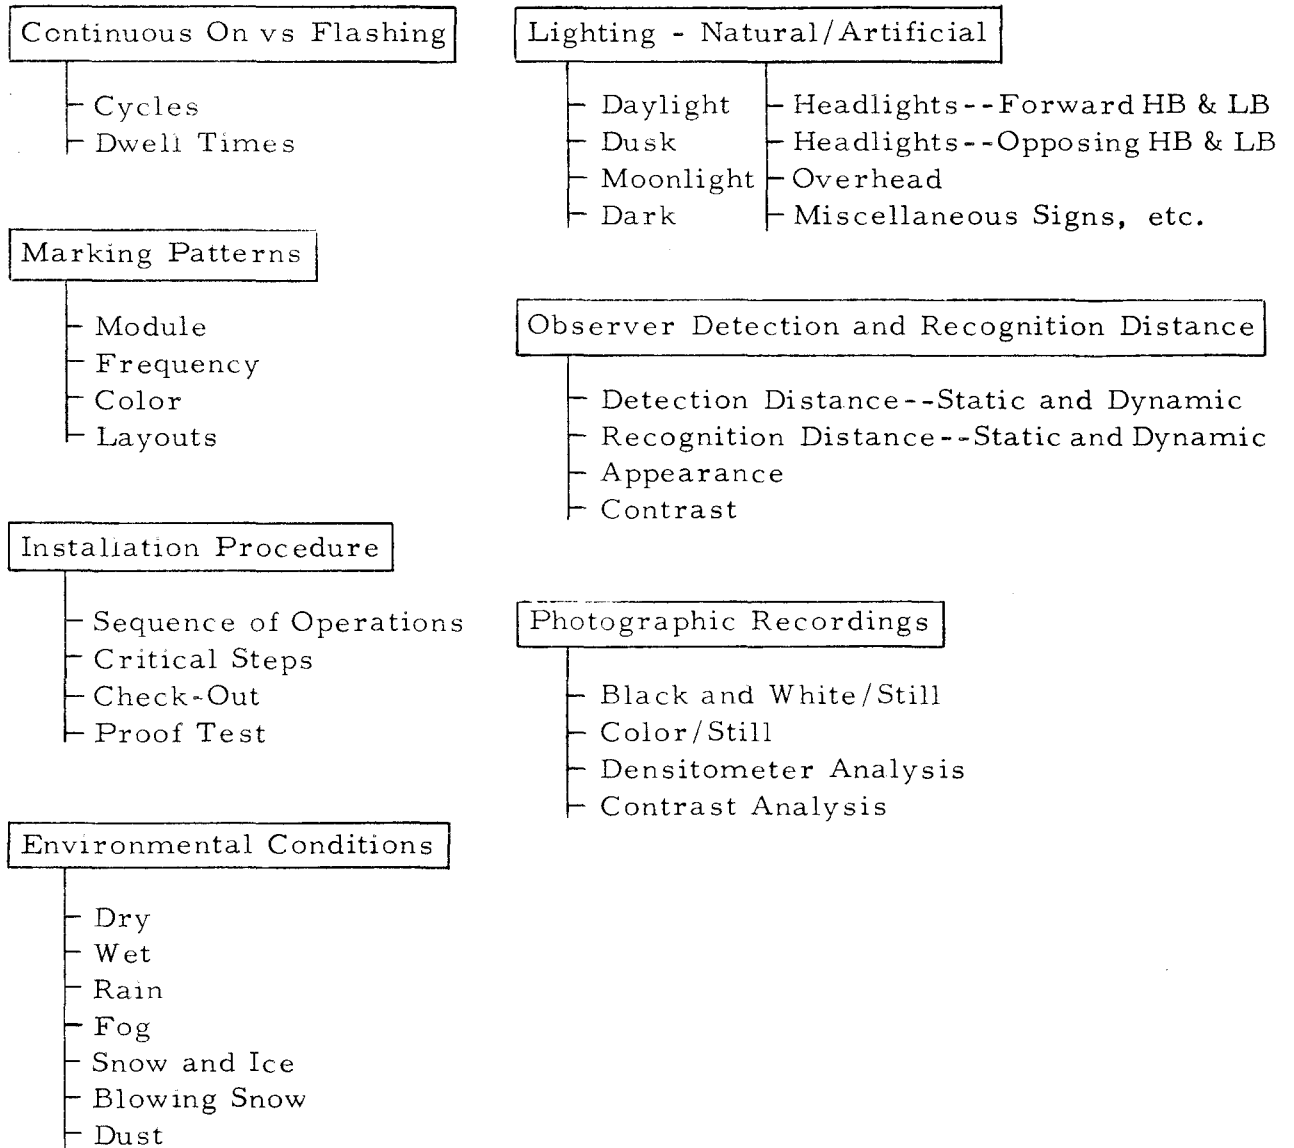 Continuous On vs Flashing
Cycles
Dwell Times
Marking Patterns
Module
Frequency
Color
Layouts
Installation Procedure
Sequence of Operations
Critical Steps
Check-Out
Proof Test
Environmental Conditions
Dry
Wet
Rain
Fog
Snow and Ice
Blowing Snow
Dust
Lighting - Natural/Artificial
Daylight
Dusk
Moonlight
Dark
Headlights--Forward HB & LB
Headlights--Opposing HB & LB
Overhead
Miscellaneous Signs, etc.
Observer Detection and Recognition Distance
Detection Distance--Static and Dynamic
Recognition Distance--Static and Dynamic
Appearance
Contrast
Photographic Recordings
Black and White/Still
Color/Still
Densitometer Analysis
Contrast Analysis